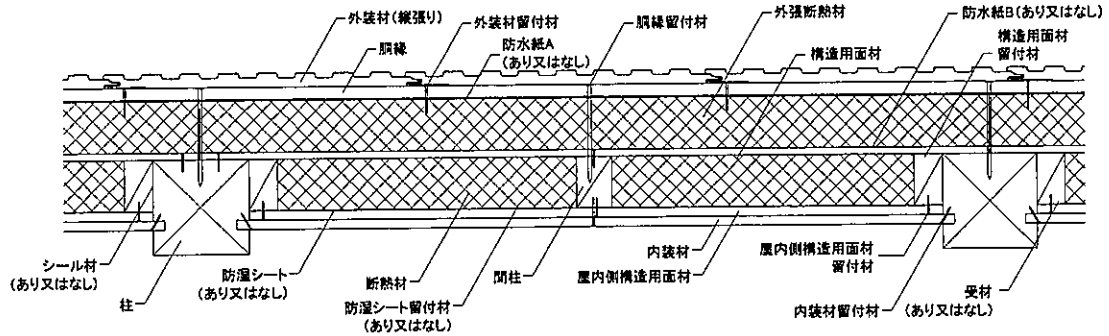 外装材(縦張り)
胴縁
外装材留付材
防水紙A
(あり又はなし)
胴縁留付材
外張断熱材
構造用面材
防水紙B(あり又はなし)
構造用面材
留付材
シール材
(あり又はなし)
柱
防湿シート
(あり又はなし)
断熱材
防湿シート留付材
(あり又はなし)
間柱
内装材
屋内側構造用面材
屋内側構造用面材
留付材
内装材留付材
受材
(あり又はなし)